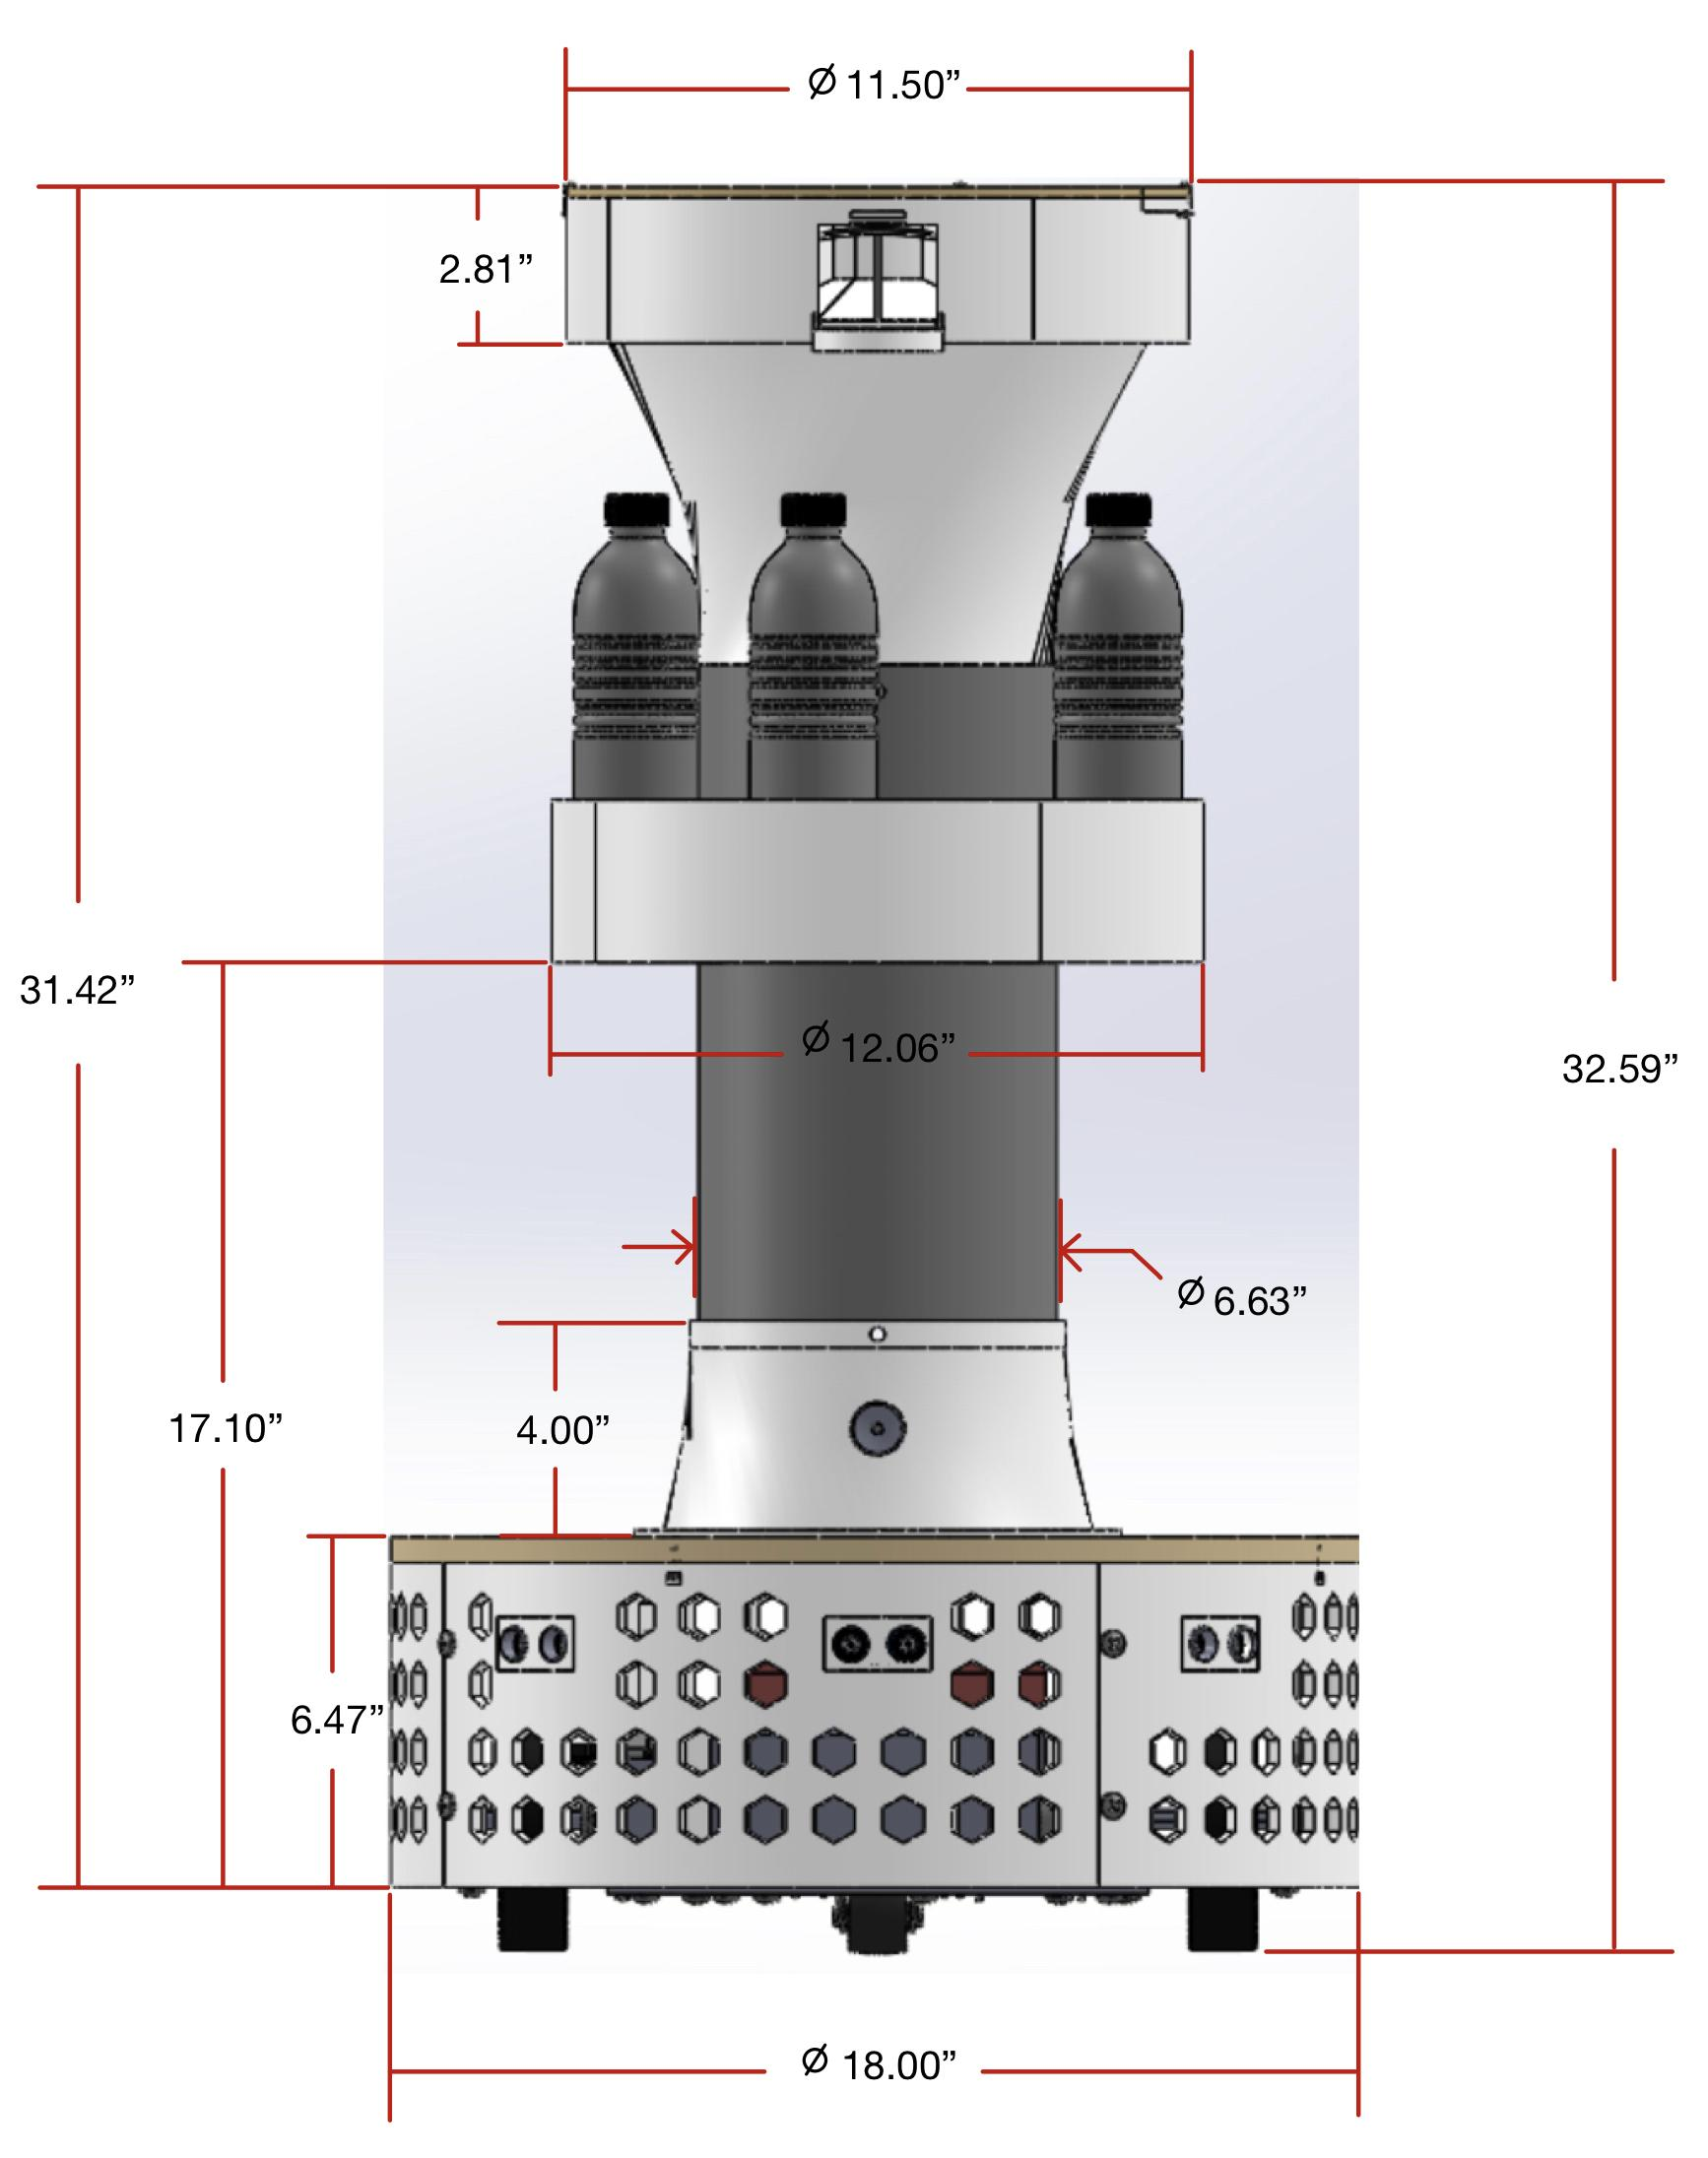 Ø 11.50”
2.81”
31.42”
Ø 12.06”
32.59”
Ø 6.63”
17.10”
4.00”
6.47”
Ø 18.00”